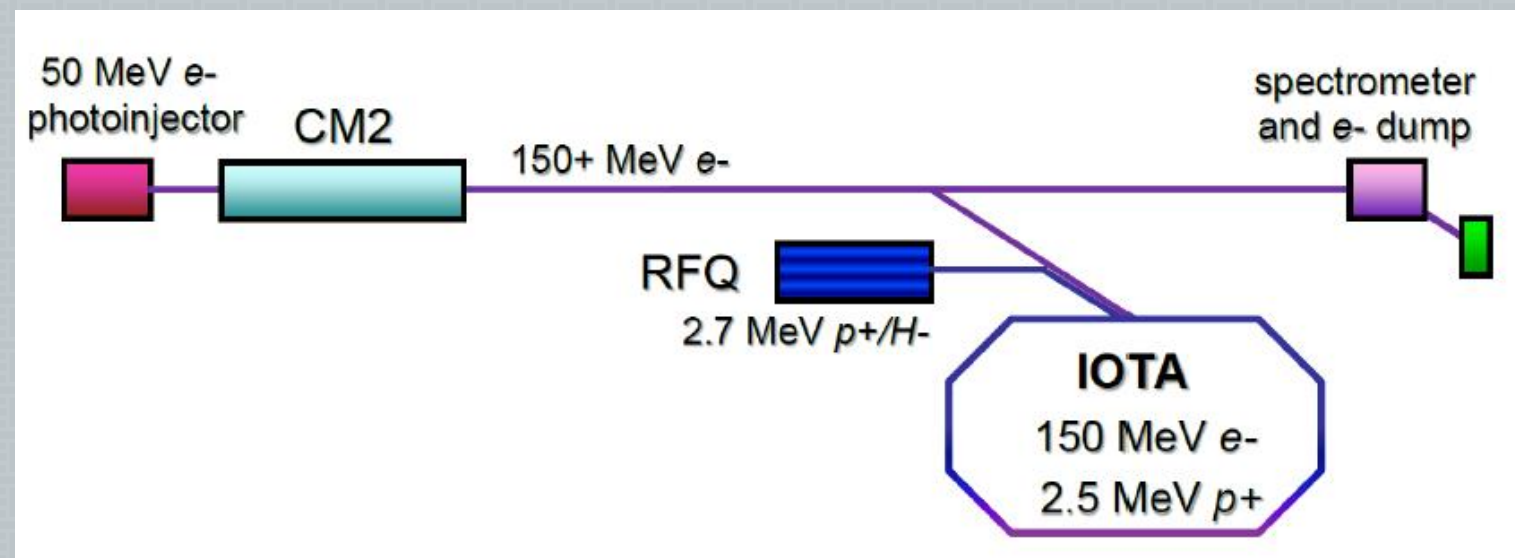 50 MeV e-
photoinjector
CM2
150+ MeV e-
spectrometer
and e- dump
RFQ
2.7 MeV p+/H-
IOTA
150 MeV e-
2.5 MeV p+